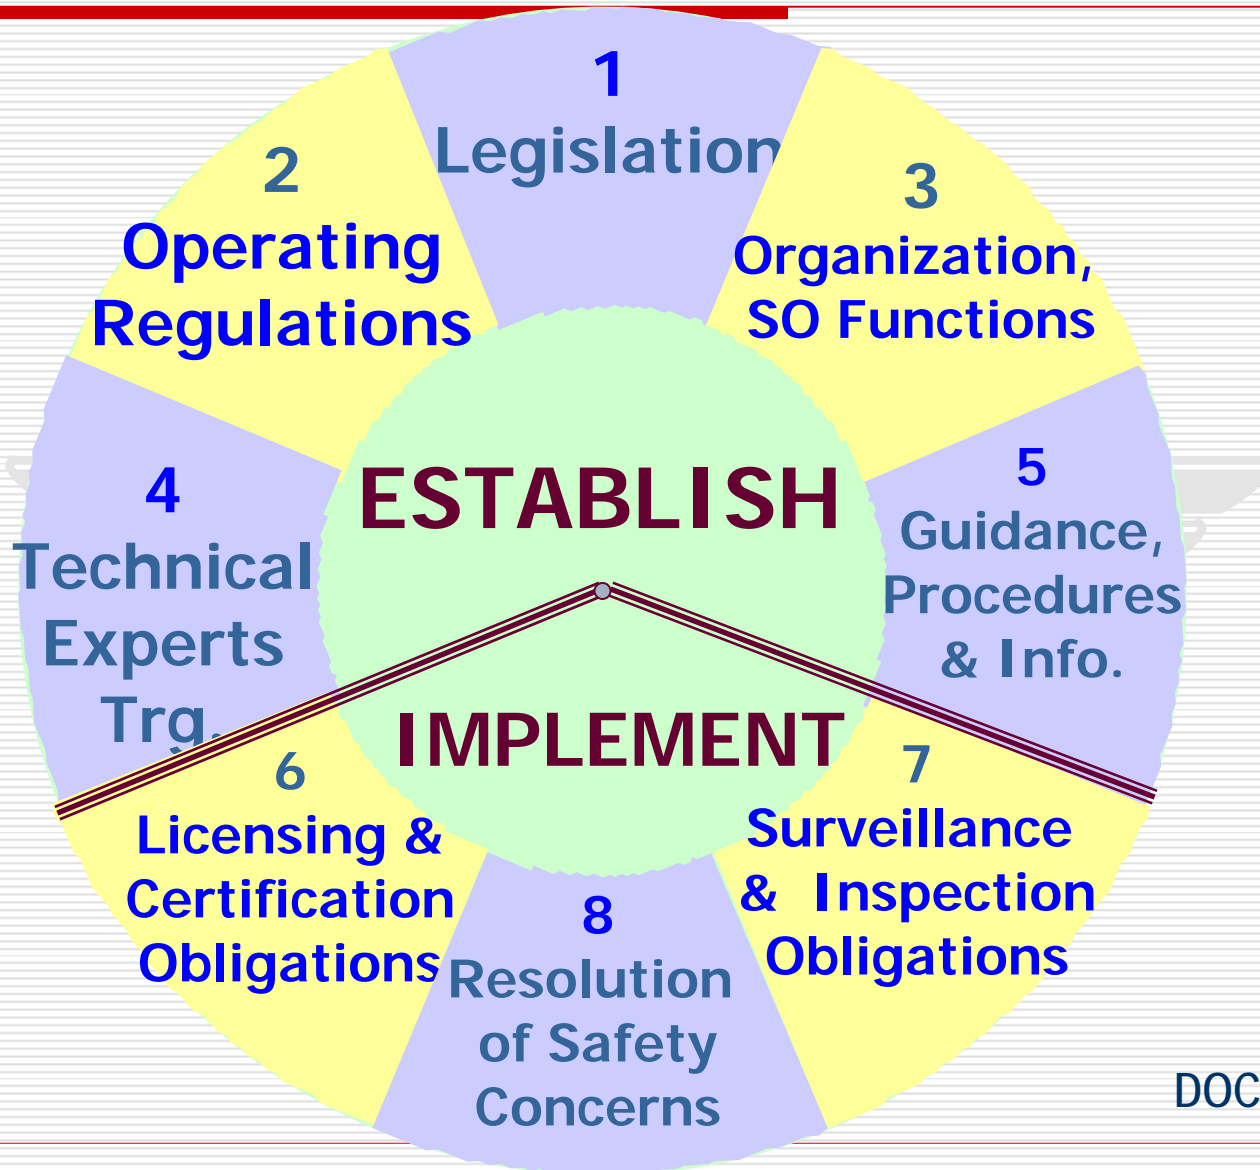 1
Legislation
2
Operating
Regulations
3
Organization,
SO Functions
4
Technical
Experts
Trg.
5
Guidance,
Procedures
& Info.
ESTABLISH
IMPLEMENT
6
Licensing &
Certification
Obligations
7
Surveillance
& Inspection
Obligations
8
Resolution
of Safety
Concerns
DOC